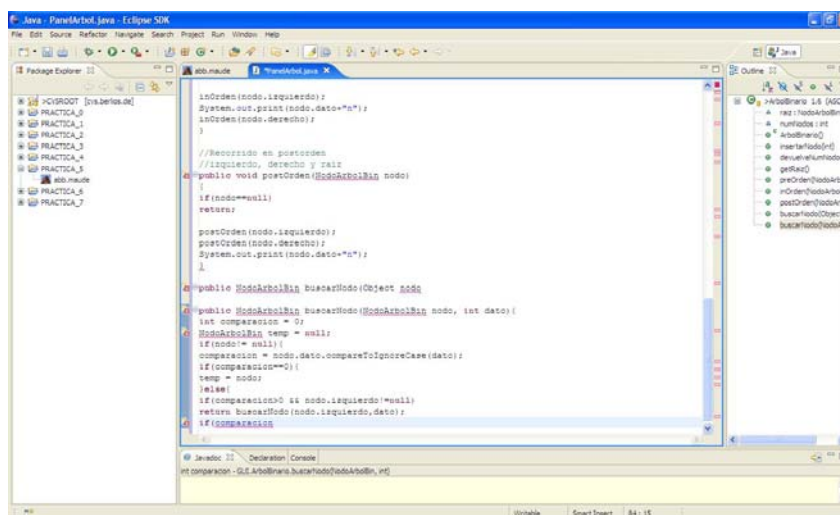 Java - PanelArbol.java - Eclipse SDK
File Edit Source Refactor Navigate Search Project Run Window Help
Java
Package Explorer
abb.maude
*PanelArbol.java
Outline
>CVSROOT [cvs.berlios.de]
PRACTICA_0
PRACTICA_1
PRACTICA_2
PRACTICA_3
PRACTICA_4
PRACTICA_5
abb.maude
PRACTICA_6
PRACTICA_7
inOrden(nodo.izquierdo);
System.out.print(nodo.dato+"n");
inOrden(nodo.derecho);
}
//Recorrido en postorden
//izquierdo, derecho y raiz
public void postOrden(NodoArbolBin nodo)
{
if(nodo==null)
return;
postOrden(nodo.izquierdo);
postOrden(nodo.derecho);
System.out.print(nodo.dato+"n");
}
public NodoArbolBin buscarNodo(Object nodo
public NodoArbolBin buscarNodo(NodoArbolBin nodo, int dato){
int comparacion = 0;
NodoArbolBin temp = null;
if(nodo!= null){
comparacion = nodo.dato.compareToIgnoreCase(dato);
if(comparacion==0){
temp = nodo;
}else{
if(comparacion>0 && nodo.izquierdo!=null)
return buscarNodo(nodo.izquierdo,dato);
if(comparacion
>ArbolBinario 1.6 (ASC
raiz : NodoArbolBin
numNodos : int
ArbolBinario()
insertarNodo(int)
devuelveNumNodo
getRaiz()
preOrden(NodoArb
inOrden(NodoArbo
postOrden(NodoAr
buscarNodo(Object
buscarNodo(NodoA
Javadoc
Declaration
Console
int comparacion - GLE.ArbolBinario.buscarNodo(NodoArbolBin, int)
Writable
Smart Insert
84 : 15